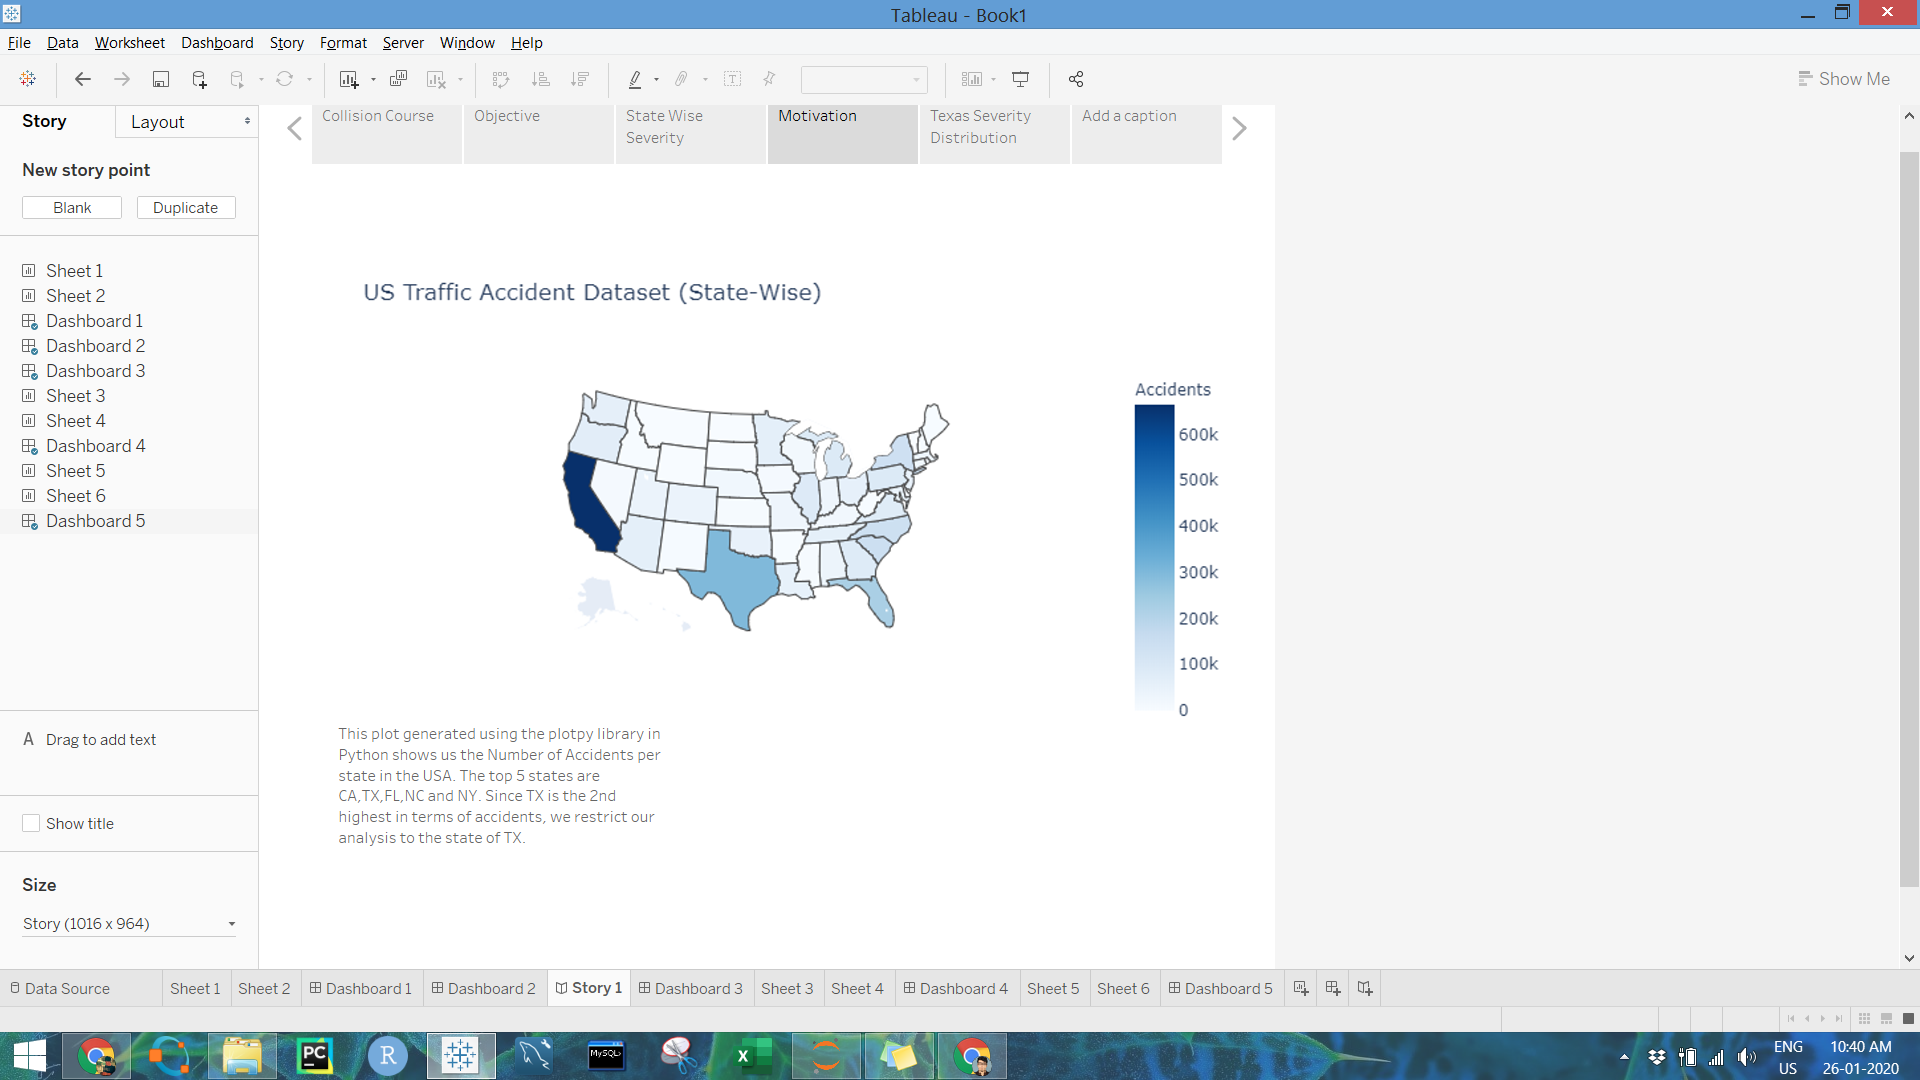 Tableau - Book1
File Data Worksheet Dashboard Story Format Server Window Help
Show Me
Story
Layout
New story point
Blank
Duplicate
Sheet 1
Sheet 2
Dashboard 1
Dashboard 2
Dashboard 3
Sheet 3
Sheet 4
Dashboard 4
Sheet 5
Sheet 6
Dashboard 5
A Drag to add text
Show title
Size
Story (1016 x 964)
Collision Course
Objective
State Wise
Severity
Motivation
Texas Severity
Distribution
Add a caption
US Traffic Accident Dataset (State-Wise)
Accidents
600k
500k
400k
300k
200k
100k
0
This plot generated using the plotpy library in
Python shows us the Number of Accidents per
state in the USA. The top 5 states are
CA,TX,FL,NC and NY. Since TX is the 2nd
highest in terms of accidents, we restrict our
analysis to the state of TX.
Data Source Sheet 1 Sheet 2 Dashboard 1 Dashboard 2 Story 1 Dashboard 3 Sheet 3 Sheet 4 Dashboard 4 Sheet 5 Sheet 6 Dashboard 5
PC
R
MySQL
X
ENG
US
10:40 AM
26-01-2020